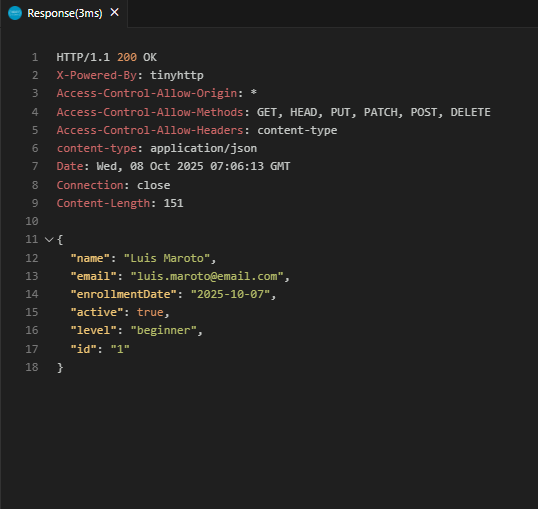 Response(3ms) ×
1 HTTP/1.1 200 OK
2 X-Powered-By: tinyhttp
3 Access-Control-Allow-Origin: *
4 Access-Control-Allow-Methods: GET, HEAD, PUT, PATCH, POST, DELETE
5 Access-Control-Allow-Headers: content-type
6 content-type: application/json
7 Date: Wed, 08 Oct 2025 07:06:13 GMT
8 Connection: close
9 Content-Length: 151
10
11 {
12   "name": "Luis Maroto",
13   "email": "luis.maroto@email.com",
14   "enrollmentDate": "2025-10-07",
15   "active": true,
16   "level": "beginner",
17   "id": "1"
18 }